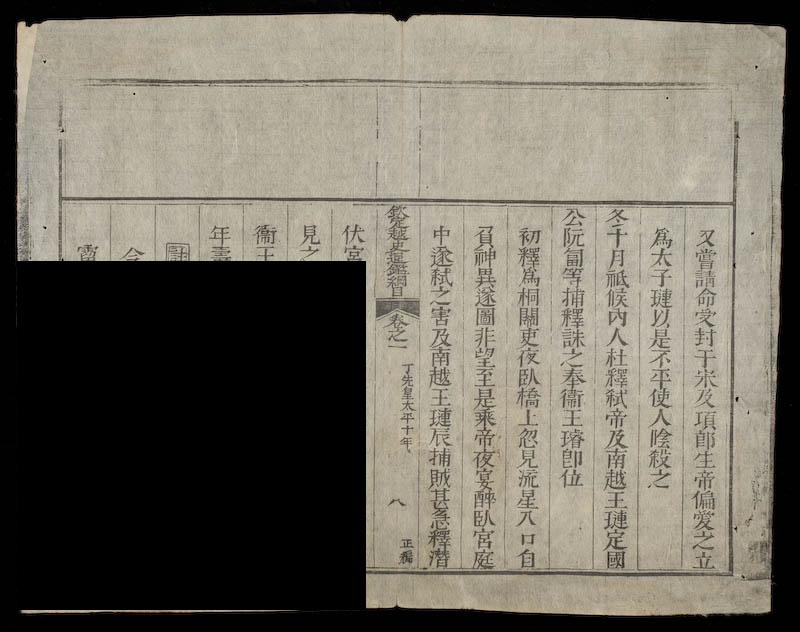 又嘗請命受封于宋及項郎生帝偏愛之立
為太子璉以是不平使人陰殺之
冬十月祗候內人杜釋弑帝及南越王璉定國
公阮匐等捕釋誅之奉衞王璿卽位
初釋為桐關吏夜臥橋上忽見流星入口自
負神異遂圖非望至是乘帝夜宴醉臥宮庭
中遂弑之害及南越王璉辰捕賊甚急釋潛
欽定越史通鑑綱目
卷之一
丁先皇太平十年
八
正編
伏宮
見之
衞王
年壽